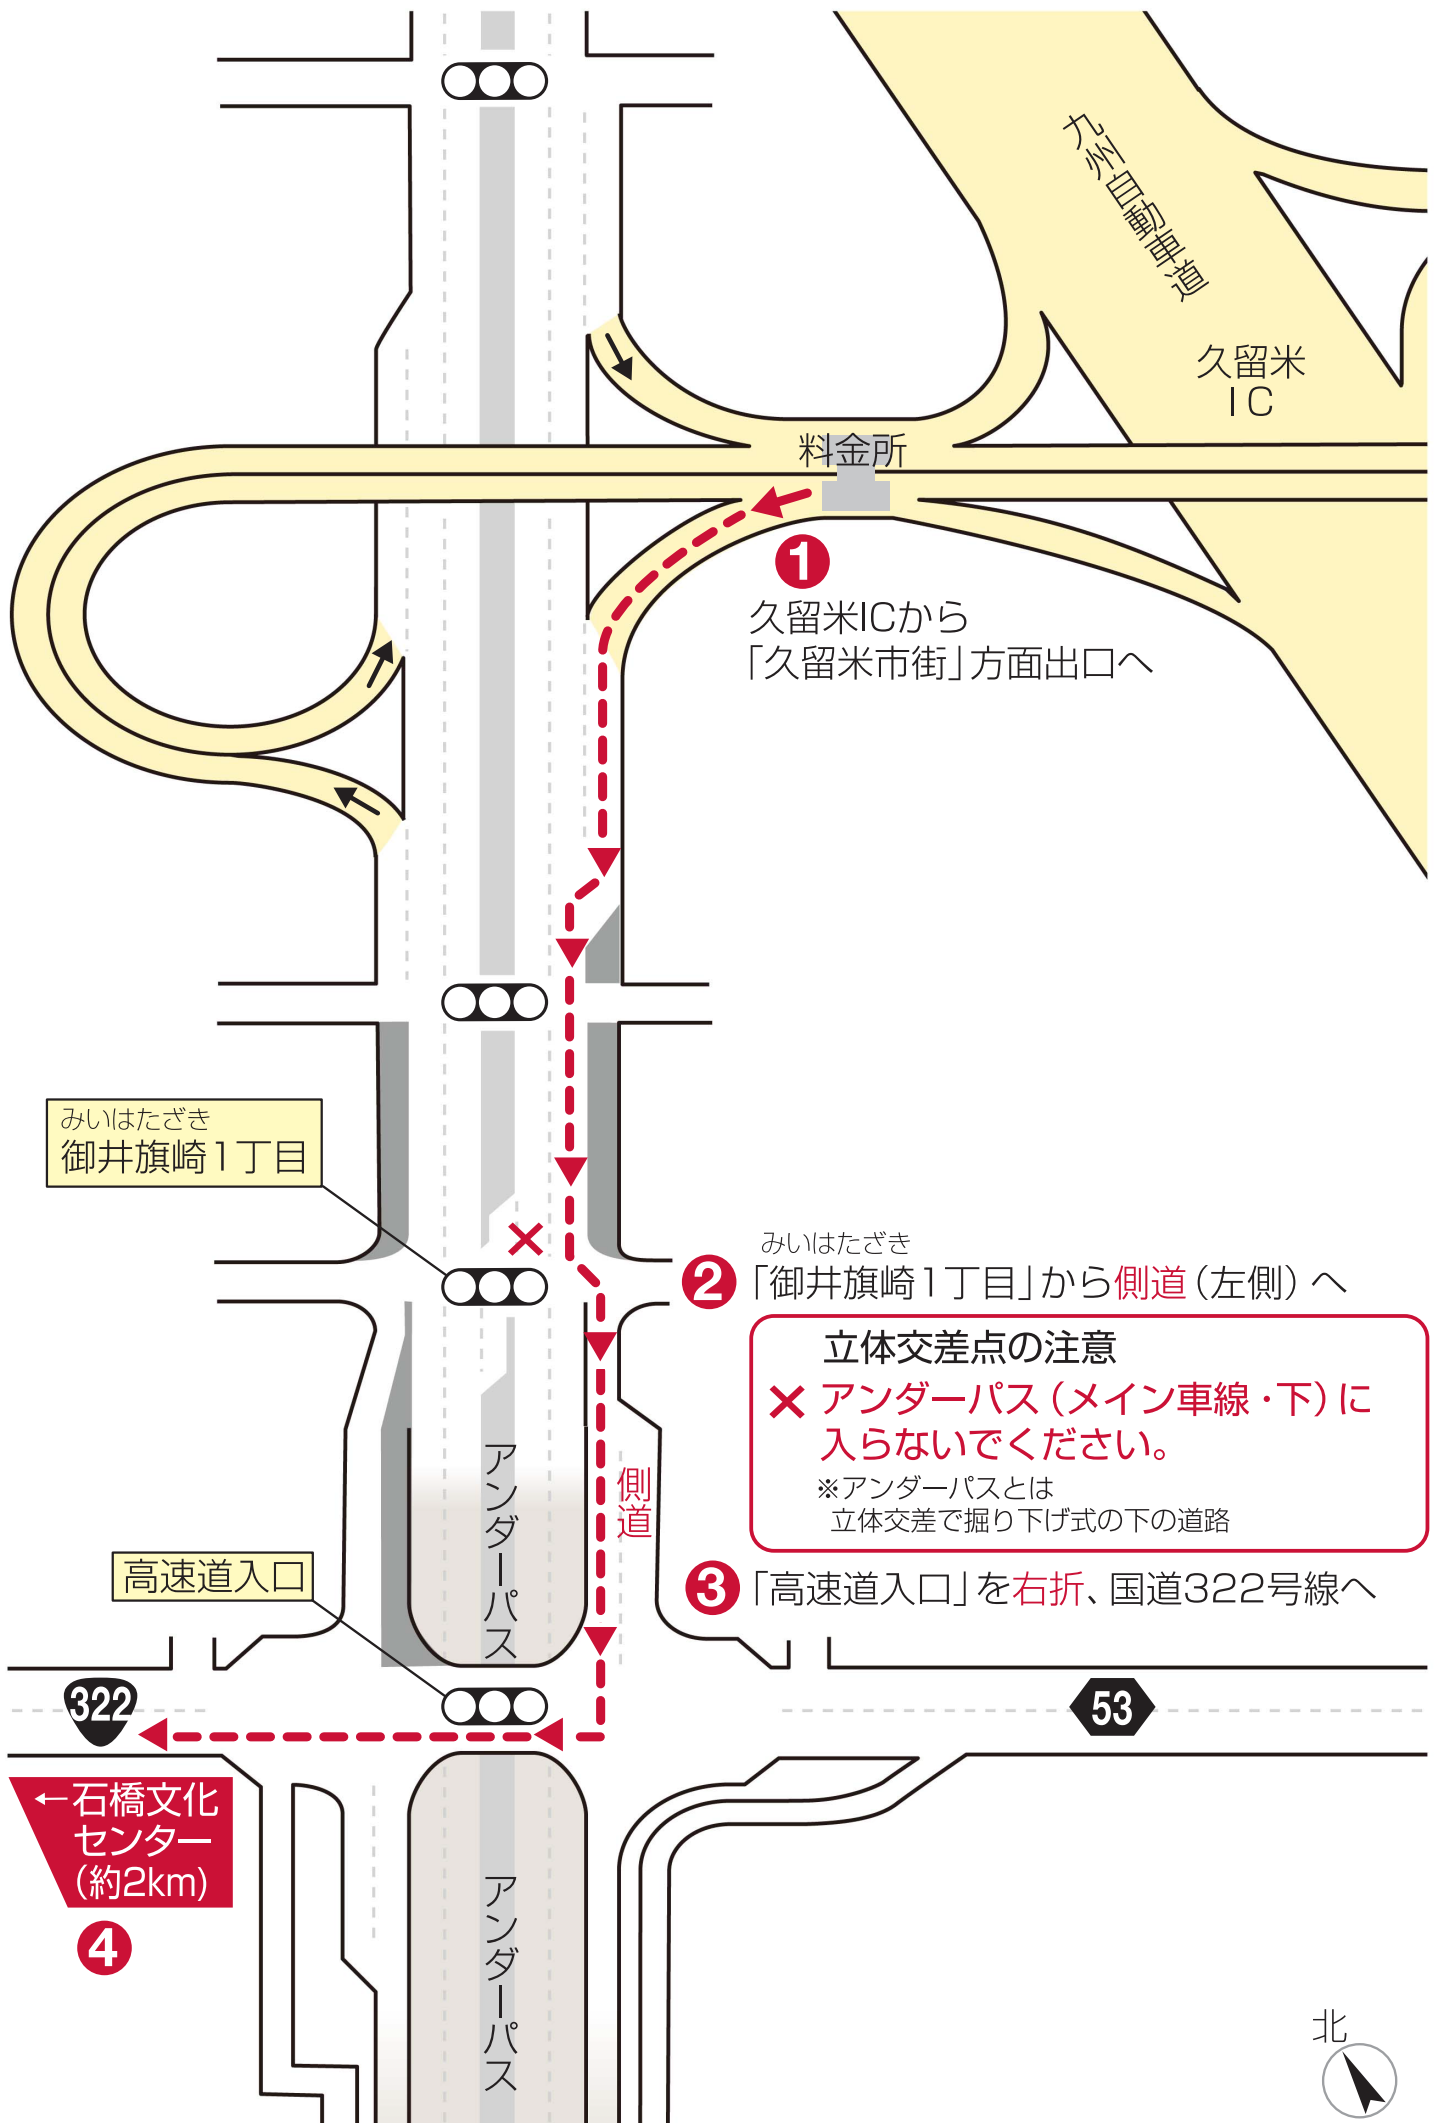 九州自動車道
久留米
IC
料金所
1
久留米ICから
「久留米市街」方面出口へ
みいはたざき
御井旗崎1丁目
みいはたざき
2 「御井旗崎1丁目」から側道(左側)へ
立体交差点の注意
× アンダーパス(メイン車線・下)に
入らないでください。
※アンダーパスとは
立体交差で掘り下げ式の下の道路
アンダーパス
側道
高速道入口
3 「高速道入口」を右折、国道322号線へ
322
53
←石橋文化
センター
(約2km)
4
アンダーパス
北